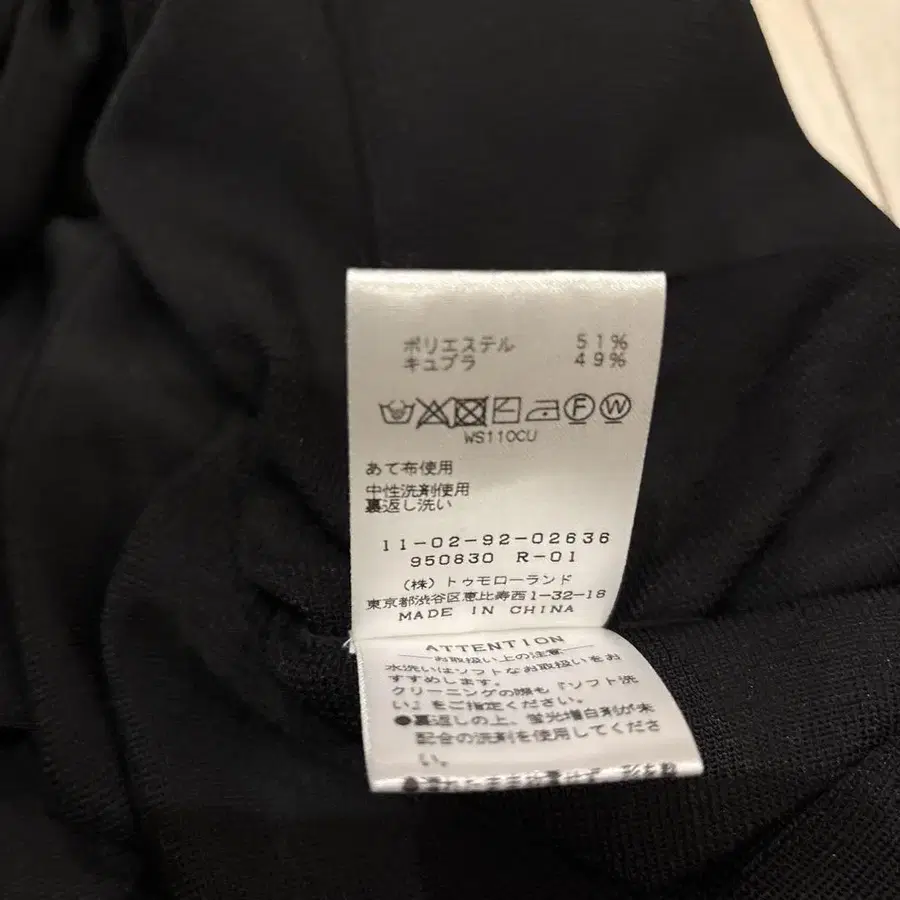 ポリエステル 51%
キュプラ 49%
F W
WS110CU
あて布使用
中性洗剤使用
裏返し洗い
11-02-92-02636
950830 R-01
(株)トゥモローランド
東京都渋谷区恵比寿西1-32-18
MADE IN CHINA
ATTENTION
お取扱い上の注意
水洗いはソフトなお取扱いをお
すすめします。
クリーニングの際も『ソフト洗
い』をご指定ください。
●裏返しの上、蛍光増白剤が未
配合の洗剤を使用してくださ
い。